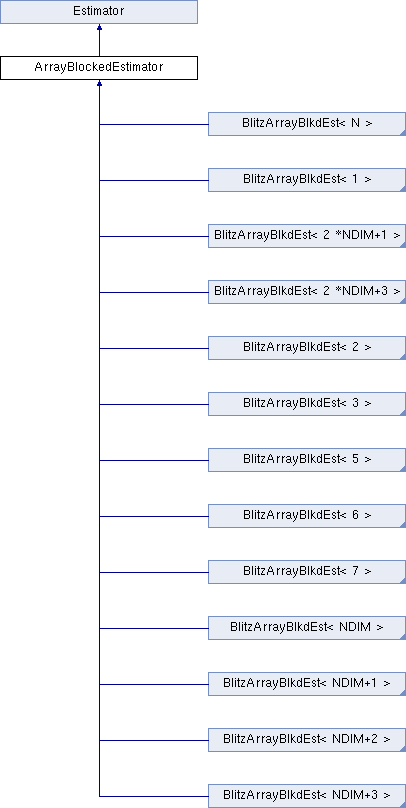 Estimator
ArrayBlockedEstimator
BlitzArrayBlkdEst< N >
BlitzArrayBlkdEst< 1 >
BlitzArrayBlkdEst< 2 *NDIM+1 >
BlitzArrayBlkdEst< 2 *NDIM+3 >
BlitzArrayBlkdEst< 2 >
BlitzArrayBlkdEst< 3 >
BlitzArrayBlkdEst< 5 >
BlitzArrayBlkdEst< 6 >
BlitzArrayBlkdEst< 7 >
BlitzArrayBlkdEst< NDIM >
BlitzArrayBlkdEst< NDIM+1 >
BlitzArrayBlkdEst< NDIM+2 >
BlitzArrayBlkdEst< NDIM+3 >